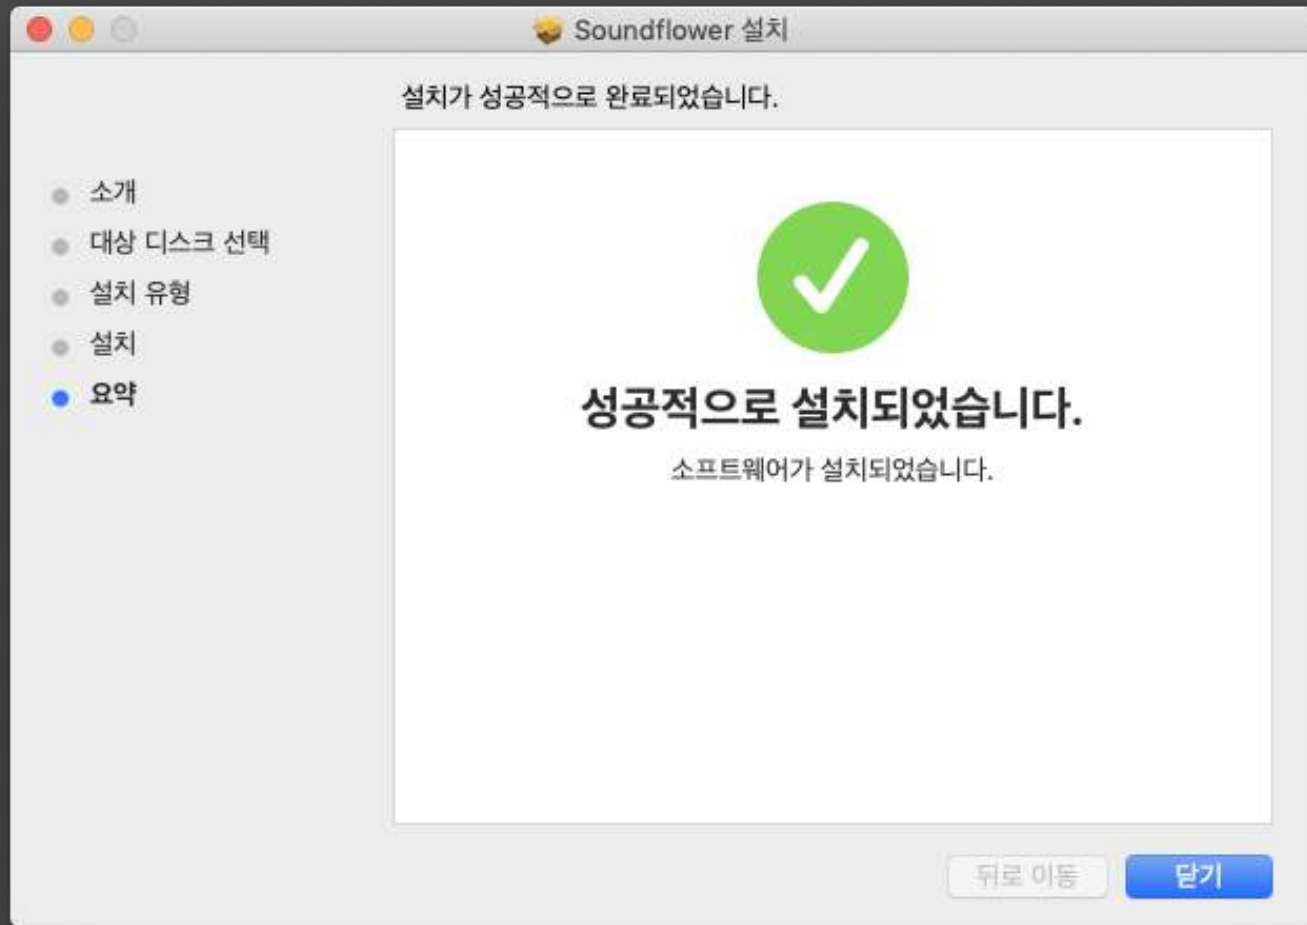 Soundflower 설치
설치가 성공적으로 완료되었습니다.
소개
대상 디스크 선택
설치 유형
설치
요약
성공적으로 설치되었습니다.
소프트웨어가 설치되었습니다.
뒤로 이동
닫기